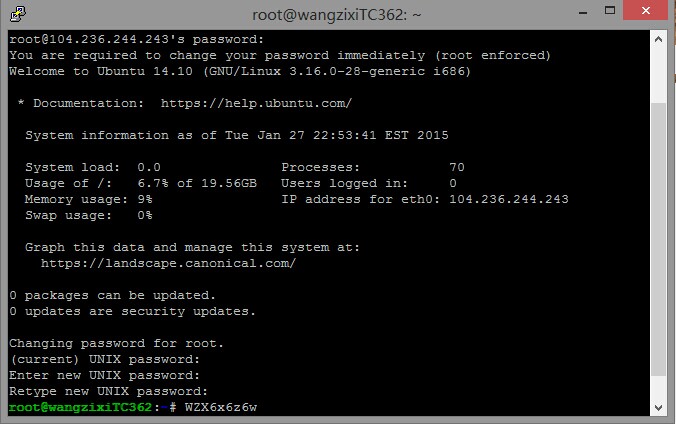 root@wangzixiTC362: ~
root@104.236.244.243's password:
You are required to change your password immediately (root enforced)
Welcome to Ubuntu 14.10 (GNU/Linux 3.16.0-28-generic i686)
* Documentation:  https://help.ubuntu.com/
System information as of Tue Jan 27 22:53:41 EST 2015
System load:  0.0               Processes:           70
Usage of /:   6.7% of 19.56GB   Users logged in:     0
Memory usage: 9%                IP address for eth0: 104.236.244.243
Swap usage:   0%
Graph this data and manage this system at:
https://landscape.canonical.com/
0 packages can be updated.
0 updates are security updates.
Changing password for root.
(current) UNIX password:
Enter new UNIX password:
Retype new UNIX password:
root@wangzixiTC362:~# WZX6x6z6w